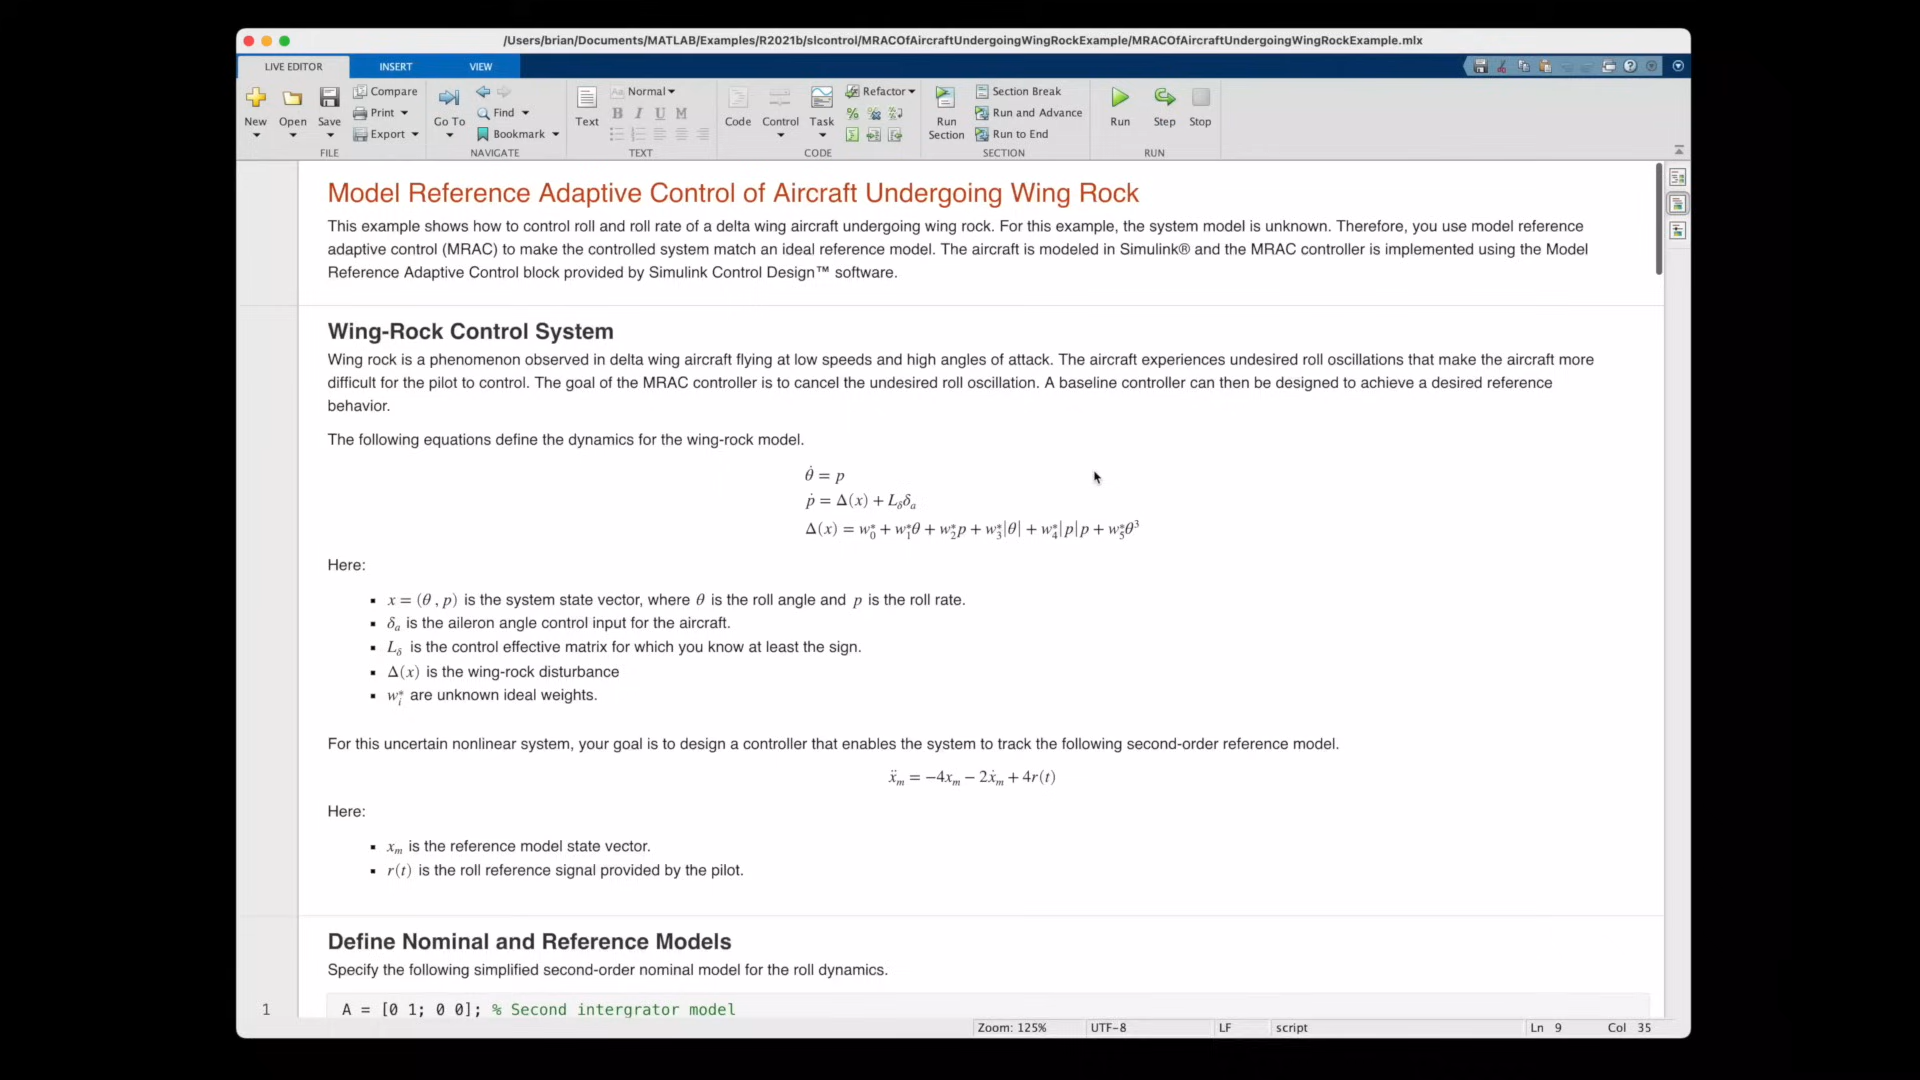 /Users/brian/Documents/MATLAB/Examples/R2021b/slcontrol/MRACOfAircraftUndergoingWingRockExample/MRACOfAircraftUndergoingWingRockExample.mlx
LIVE EDITOR INSERT VIEW
New Open Save Compare Print Export
FILE
Go To Find Bookmark
NAVIGATE
Text Aa Normal B I U M
TEXT
Code Control Task Refactor
CODE
Run Section Section Break Run and Advance Run to End
SECTION
Run Step Stop
RUN
Model Reference Adaptive Control of Aircraft Undergoing Wing Rock
This example shows how to control roll and roll rate of a delta wing aircraft undergoing wing rock. For this example, the system model is unknown. Therefore, you use model reference
adaptive control (MRAC) to make the controlled system match an ideal reference model. The aircraft is modeled in Simulink® and the MRAC controller is implemented using the Model
Reference Adaptive Control block provided by Simulink Control Design™ software.
Wing-Rock Control System
Wing rock is a phenomenon observed in delta wing aircraft flying at low speeds and high angles of attack. The aircraft experiences undesired roll oscillations that make the aircraft more
difficult for the pilot to control. The goal of the MRAC controller is to cancel the undesired roll oscillation. A baseline controller can then be designed to achieve a desired reference
behavior.
The following equations define the dynamics for the wing-rock model.
θ̇ = p
ṗ = Δ(x) + L_δ δ_a
Δ(x) = w₀* + w₁*θ + w₂*p + w₃*|θ| + w₄*|p|p + w₅*θ³
Here:
▪ x = (θ , p) is the system state vector, where θ is the roll angle and p is the roll rate.
▪ δ_a is the aileron angle control input for the aircraft.
▪ L_δ is the control effective matrix for which you know at least the sign.
▪ Δ(x) is the wing-rock disturbance
▪ w_i* are unknown ideal weights.
For this uncertain nonlinear system, your goal is to design a controller that enables the system to track the following second-order reference model.
ẍ_m = −4x_m − 2ẋ_m + 4r(t)
Here:
▪ x_m is the reference model state vector.
▪ r(t) is the roll reference signal provided by the pilot.
Define Nominal and Reference Models
Specify the following simplified second-order nominal model for the roll dynamics.
1 A = [0 1; 0 0]; % Second intergrator model
Zoom: 125% UTF-8 LF script Ln 9 Col 35